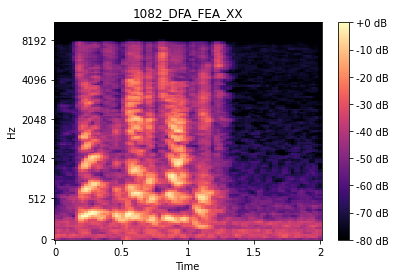 1082_DFA_FEA_XX
+0 dB
8192
-10 dB
4096
-20 dB
-30 dB
2048
Hz
-40 dB
1024
-50 dB
512
-60 dB
-70 dB
0
-80 dB
0 0.5 1 1.5 2
Time